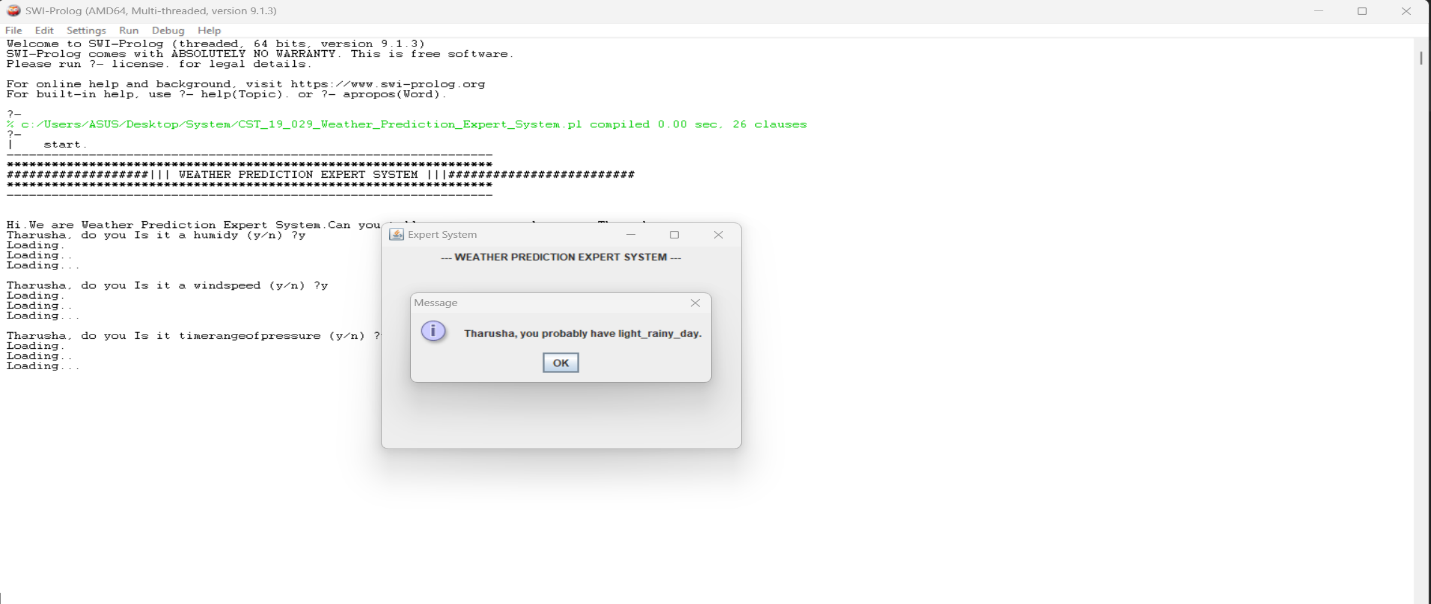 SWI-Prolog (AMD64, Multi-threaded, version 9.1.3)
File Edit Settings Run Debug Help
Welcome to SWI-Prolog (threaded, 64 bits, version 9.1.3)
SWI-Prolog comes with ABSOLUTELY NO WARRANTY. This is free software.
Please run ?- license. for legal details.
For online help and background, visit https://www.swi-prolog.org
For built-in help, use ?- help(Topic). or ?- apropos(Word).
?-
% c:/Users/ASUS/Desktop/System/CST_19_029_Weather_Prediction_Expert_System.pl compiled 0.00 sec, 26 clauses
?-
| start.
-----------------------------------------------------------------
*****************************************************************
###################||| WEATHER PREDICTION EXPERT SYSTEM |||#########################
*****************************************************************
-----------------------------------------------------------------
Hi.We are Weather Prediction Expert System.Can you
Tharusha, do you Is it a humidy (y/n) ?y
Loading.
Loading..
Loading...
Tharusha, do you Is it a windspeed (y/n) ?y
Loading.
Loading..
Loading...
Tharusha, do you Is it timerangeofpressure (y/n) ?
Loading.
Loading..
Loading...
Expert System
--- WEATHER PREDICTION EXPERT SYSTEM ---
Message
i
Tharusha, you probably have light_rainy_day.
OK